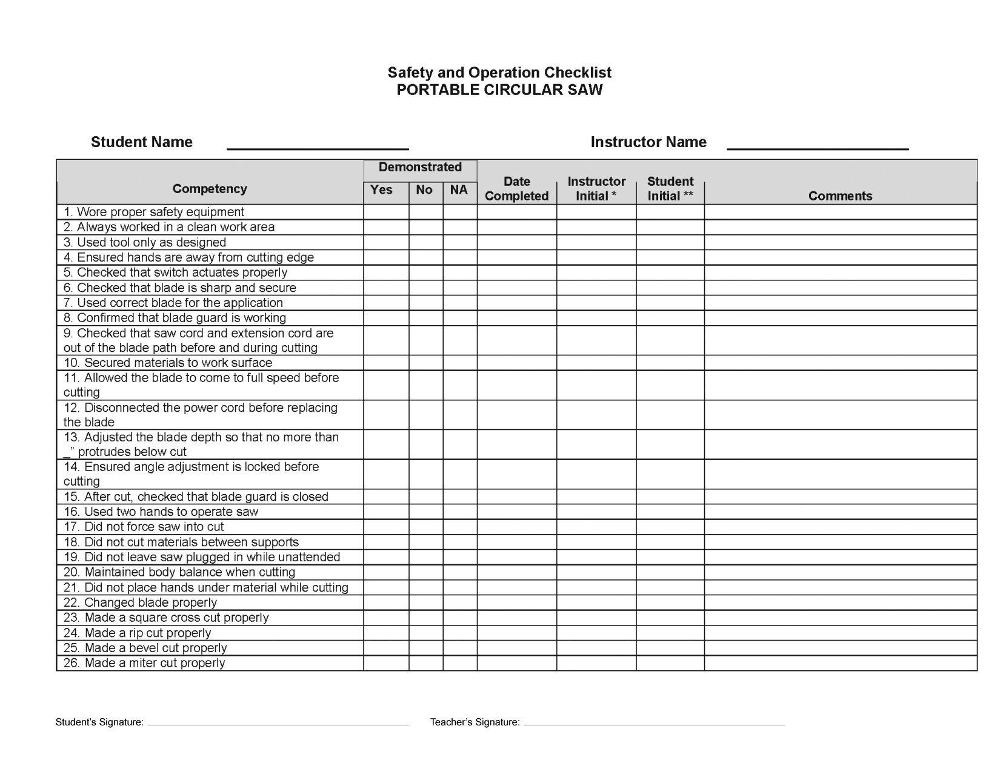 Safety and Operation Checklist
PORTABLE CIRCULAR SAW
Student Name
Instructor Name
Demonstrated
Competency
Yes
No
NA
Date
Completed
Instructor
Initial *
Student
Initial **
Comments
1. Wore proper safety equipment
2. Always worked in a clean work area
3. Used tool only as designed
4. Ensured hands are away from cutting edge
5. Checked that switch actuates properly
6. Checked that blade is sharp and secure
7. Used correct blade for the application
8. Confirmed that blade guard is working
9. Checked that saw cord and extension cord are
out of the blade path before and during cutting
10. Secured materials to work surface
11. Allowed the blade to come to full speed before
cutting
12. Disconnected the power cord before replacing
the blade
13. Adjusted the blade depth so that no more than
_” protrudes below cut
14. Ensured angle adjustment is locked before
cutting
15. After cut, checked that blade guard is closed
16. Used two hands to operate saw
17. Did not force saw into cut
18. Did not cut materials between supports
19. Did not leave saw plugged in while unattended
20. Maintained body balance when cutting
21. Did not place hands under material while cutting
22. Changed blade properly
23. Made a square cross cut properly
24. Made a rip cut properly
25. Made a bevel cut properly
26. Made a miter cut properly
Student’s Signature:
Teacher’s Signature: